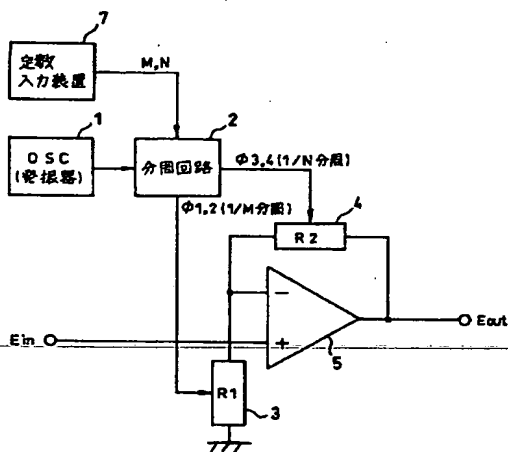 7
定数
入力装置
M,N
1
OSC
(発振器)
2
分周回路
Φ3,4(1/N分周)
Φ1,2(1/M分周)
4
R2
−
+
5
Ein
Eout
R1
3